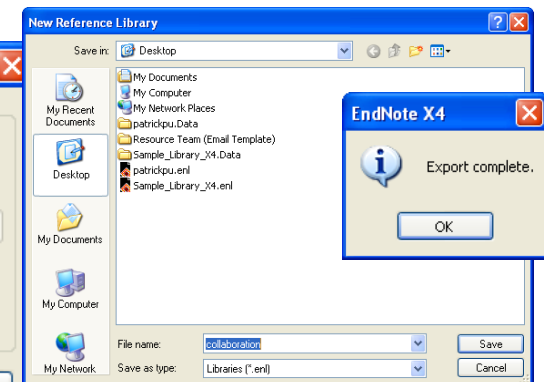 New Reference Library
Save in:
Desktop
My Recent
Documents
Desktop
My Documents
My Computer
My Network
My Documents
My Computer
My Network Places
patrickpu.Data
Resource Team (Email Template)
Sample_Library_X4.Data
patrickpu.enl
Sample_Library_X4.enl
EndNote X4
Export complete.
OK
File name:
collaboration
Save
Save as type:
Libraries (*.enl)
Cancel